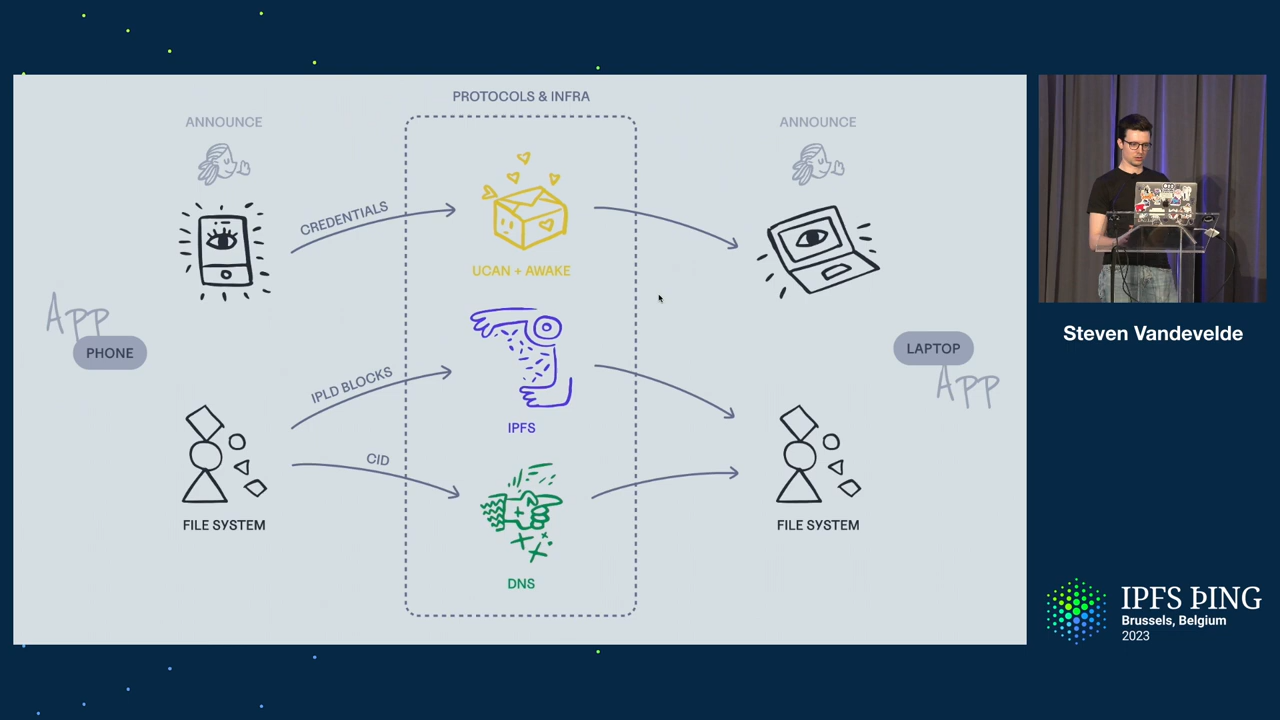 PROTOCOLS & INFRA
ANNOUNCE
ANNOUNCE
CREDENTIALS
UCAN + AWAKE
APP
PHONE
LAPTOP
APP
IPLD BLOCKS
IPFS
CID
FILE SYSTEM
FILE SYSTEM
DNS
Steven Vandevelde
IPFS ÞING
Brussels, Belgium
2023